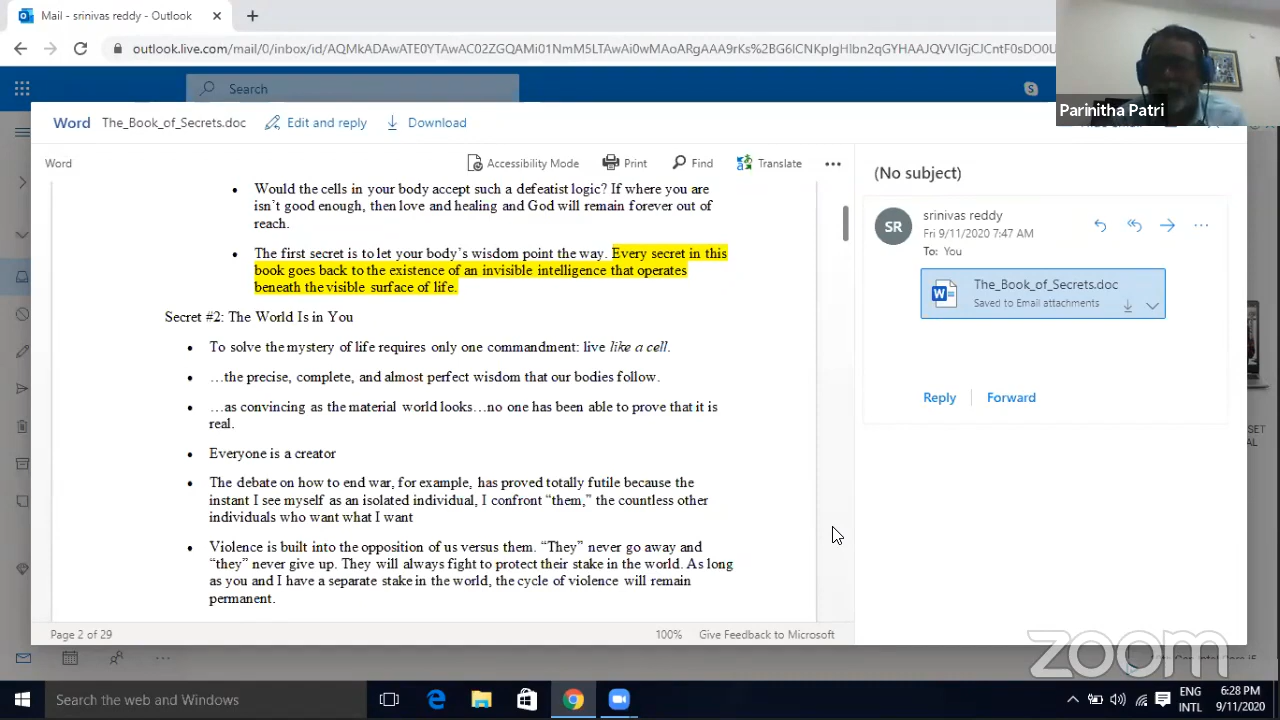 Mail - srinivas reddy - Outlook
outlook.live.com/mail/0/inbox/id/
Search
Parinitha Patri
Word The_Book_of_Secrets.doc Edit and reply Download
Word Accessibility Mode Print Find Translate
Would the cells in your body accept such a defeatist logic? If where you are
isn't good enough, then love and healing and God will remain forever out of
reach.
The first secret is to let your body's wisdom point the way. Every secret in this
book goes back to the existence of an invisible intelligence that operates
beneath the visible surface of life.
Secret #2: The World Is in You
To solve the mystery of life requires only one commandment: live like a cell.
…the precise, complete, and almost perfect wisdom that our bodies follow.
…as convincing as the material world looks…no one has been able to prove that it is
real.
Everyone is a creator
The debate on how to end war, for example, has proved totally futile because the
instant I see myself as an isolated individual, I confront “them,” the countless other
individuals who want what I want
Violence is built into the opposition of us versus them. “They” never go away and
“they” never give up. They will always fight to protect their stake in the world. As long
as you and I have a separate stake in the world, the cycle of violence will remain
permanent.
Page 2 of 29 100% Give Feedback to Microsoft
(No subject)
SR
srinivas reddy
Fri 9/11/2020 7:47 AM
To: You
The_Book_of_Secrets.doc
Saved to Email attachments
Reply Forward
zoom
Search the web and Windows
ENG
INTL
6:28 PM
9/11/2020